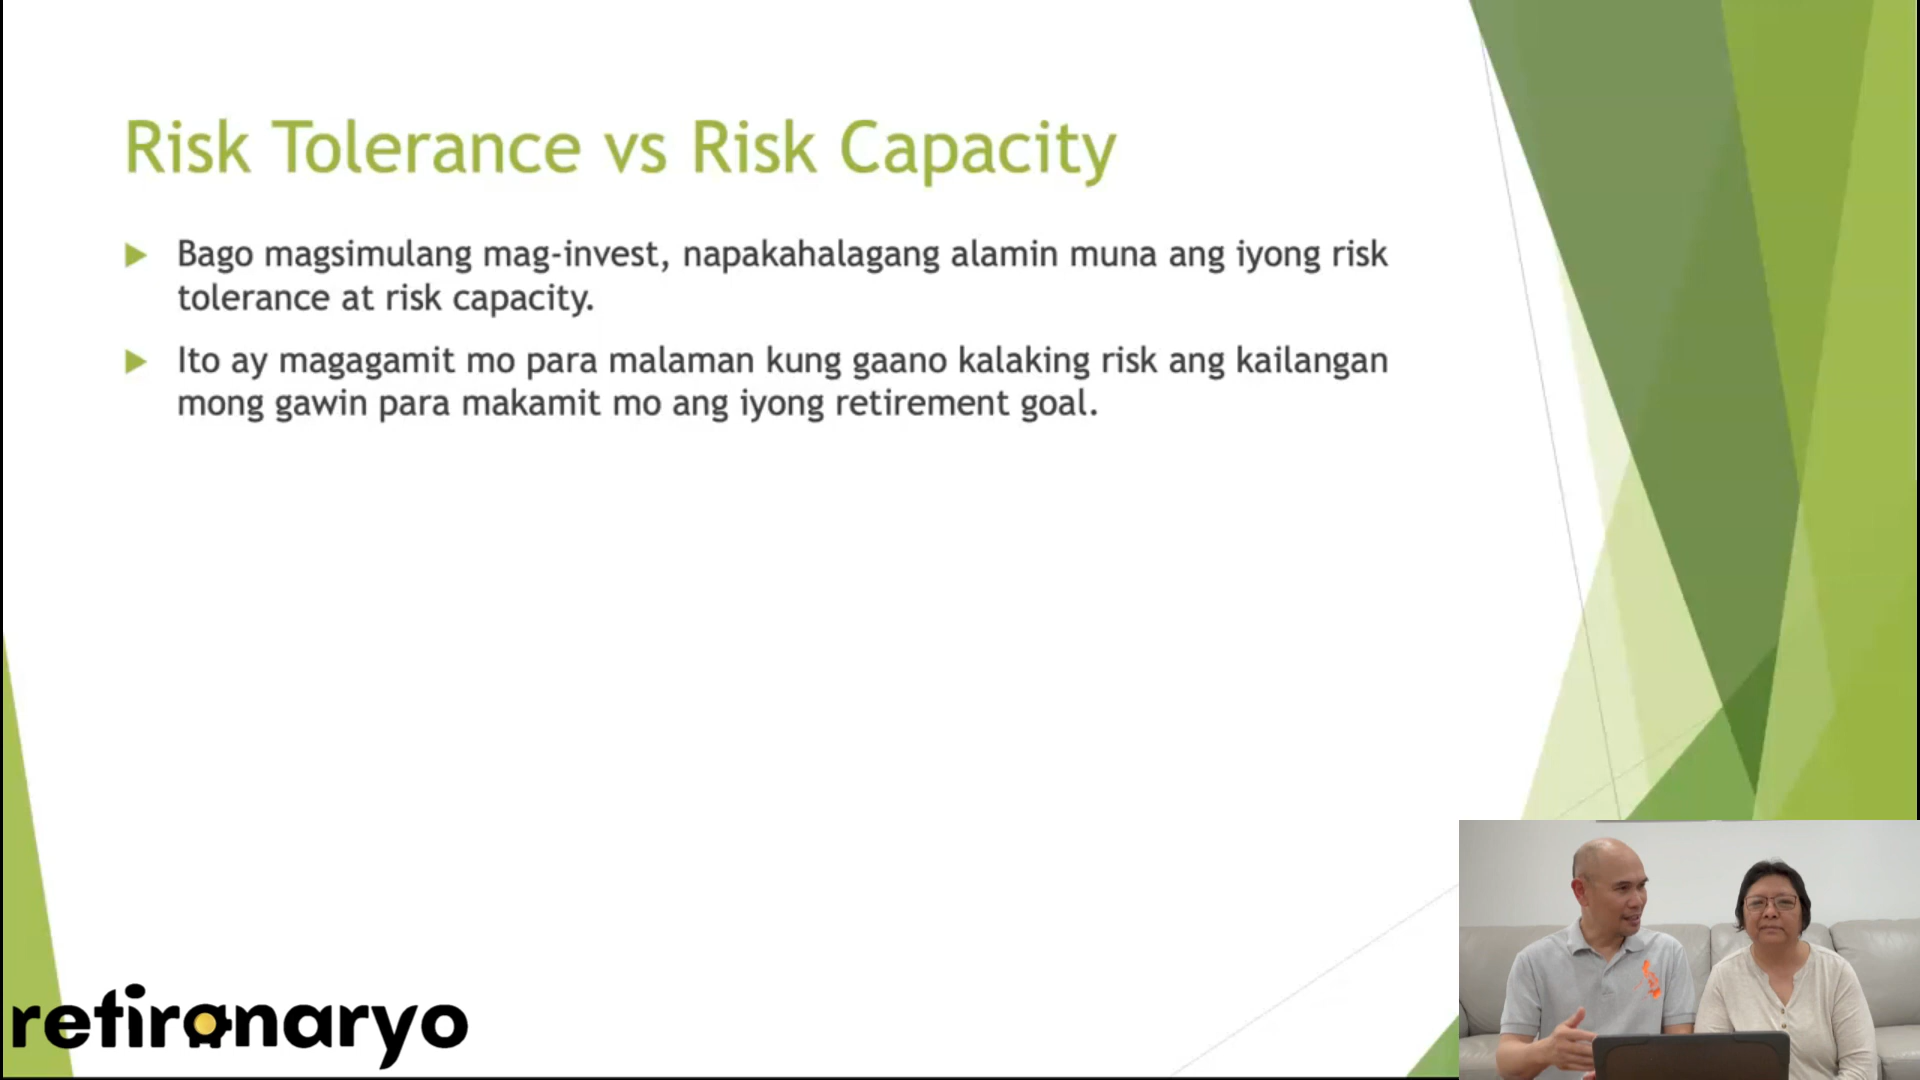 Risk Tolerance vs Risk Capacity
Bago magsimulang mag-invest, napakahalagang alamin muna ang iyong risk
tolerance at risk capacity.
Ito ay magagamit mo para malaman kung gaano kalaking risk ang kailangan
mong gawin para makamit mo ang iyong retirement goal.
retiranaryo